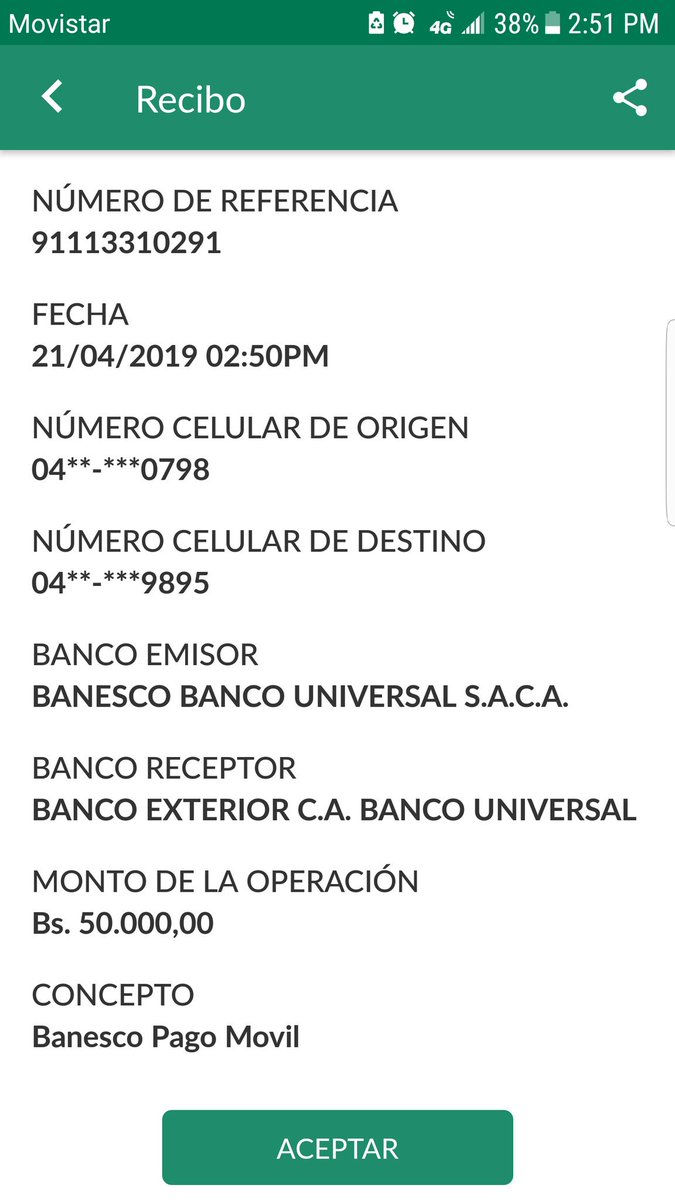 Movistar 4G 38% 2:51 PM
Recibo
NÚMERO DE REFERENCIA
91113310291
FECHA
21/04/2019 02:50PM
NÚMERO CELULAR DE ORIGEN
04**-***0798
NÚMERO CELULAR DE DESTINO
04**-***9895
BANCO EMISOR
BANESCO BANCO UNIVERSAL S.A.C.A.
BANCO RECEPTOR
BANCO EXTERIOR C.A. BANCO UNIVERSAL
MONTO DE LA OPERACIÓN
Bs. 50.000,00
CONCEPTO
Banesco Pago Movil
ACEPTAR